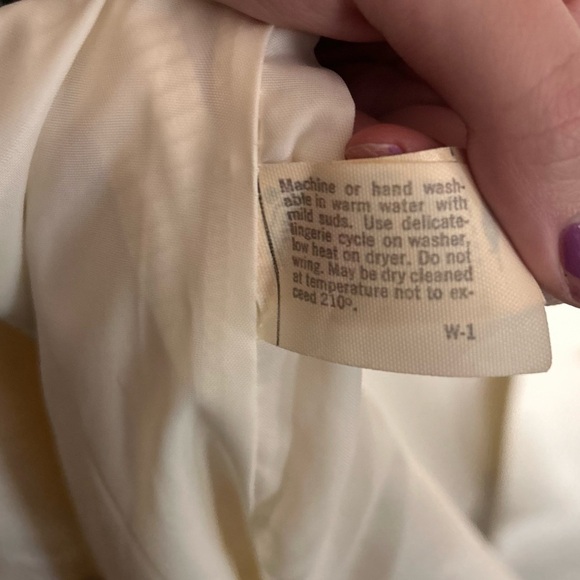 Machine or hand wash-
able in warm water with
mild suds. Use delicate-
lingerie cycle on washer,
low heat on dryer. Do not
wring. May be dry cleaned
at temperature not to ex-
ceed 210°.
W-1